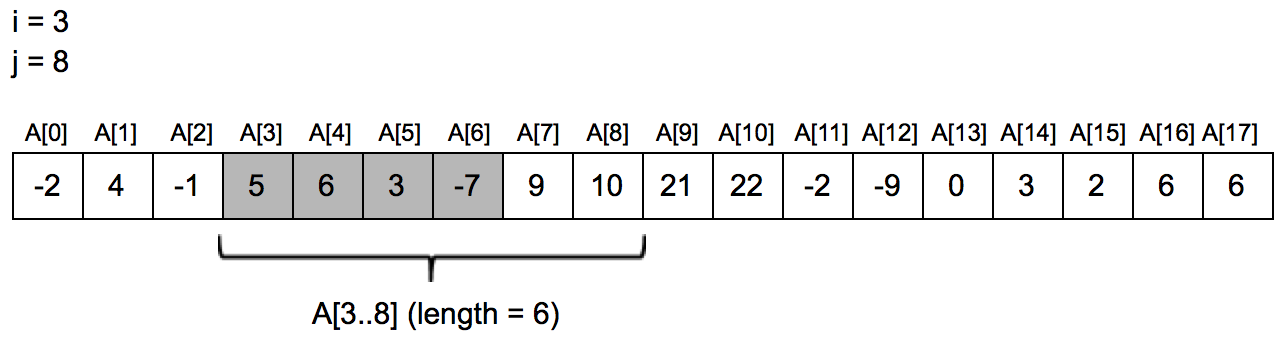 i = 3
j = 8
A[0] A[1] A[2] A[3] A[4] A[5] A[6] A[7] A[8] A[9] A[10] A[11] A[12] A[13] A[14] A[15] A[16] A[17]
-2 4 -1 5 6 3 -7 9 10 21 22 -2 -9 0 3 2 6 6
A[3..8] (length = 6)